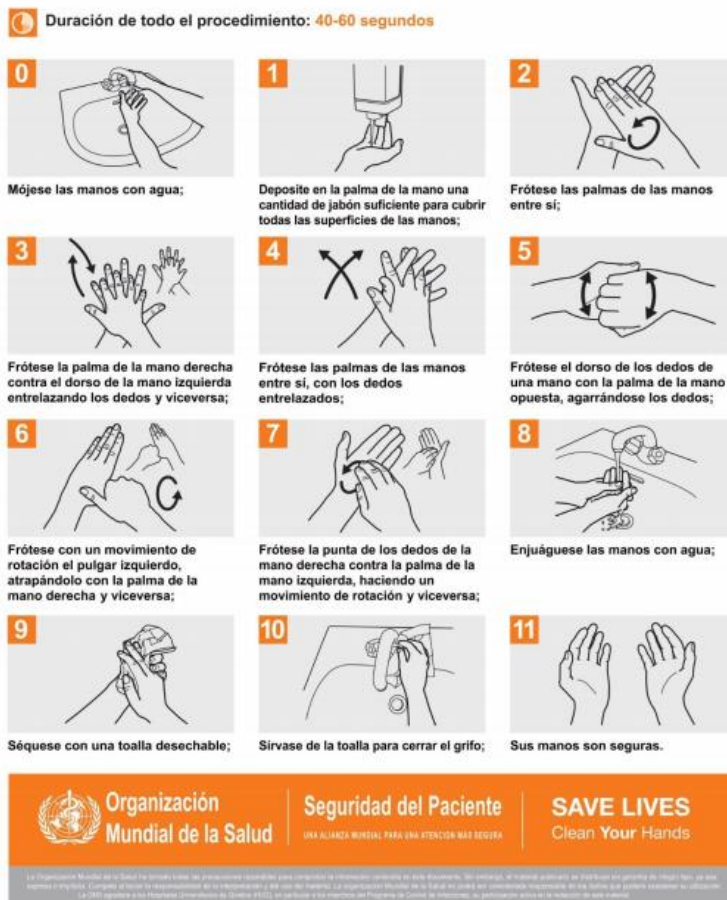 Duración de todo el procedimiento: 40-60 segundos
0
Mójese las manos con agua;
1
Deposite en la palma de la mano una
cantidad de jabón suficiente para cubrir
todas las superficies de las manos;
2
Frótese las palmas de las manos
entre sí;
3
Frótese la palma de la mano derecha
contra el dorso de la mano izquierda
entrelazando los dedos y viceversa;
4
Frótese las palmas de las manos
entre sí, con los dedos
entrelazados;
5
Frótese el dorso de los dedos de
una mano con la palma de la mano
opuesta, agarrándose los dedos;
6
Frótese con un movimiento de
rotación el pulgar izquierdo,
atrapándolo con la palma de la
mano derecha y viceversa;
7
Frótese la punta de los dedos de la
mano derecha contra la palma de la
mano izquierda, haciendo un
movimiento de rotación y viceversa;
8
Enjuáguese las manos con agua;
9
Séquese con una toalla desechable;
10
Sírvase de la toalla para cerrar el grifo;
11
Sus manos son seguras.
Organización
Mundial de la Salud
Seguridad del Paciente
UNA ALIANZA MUNDIAL PARA UNA ATENCIÓN MÁS SEGURA
SAVE LIVES
Clean Your Hands